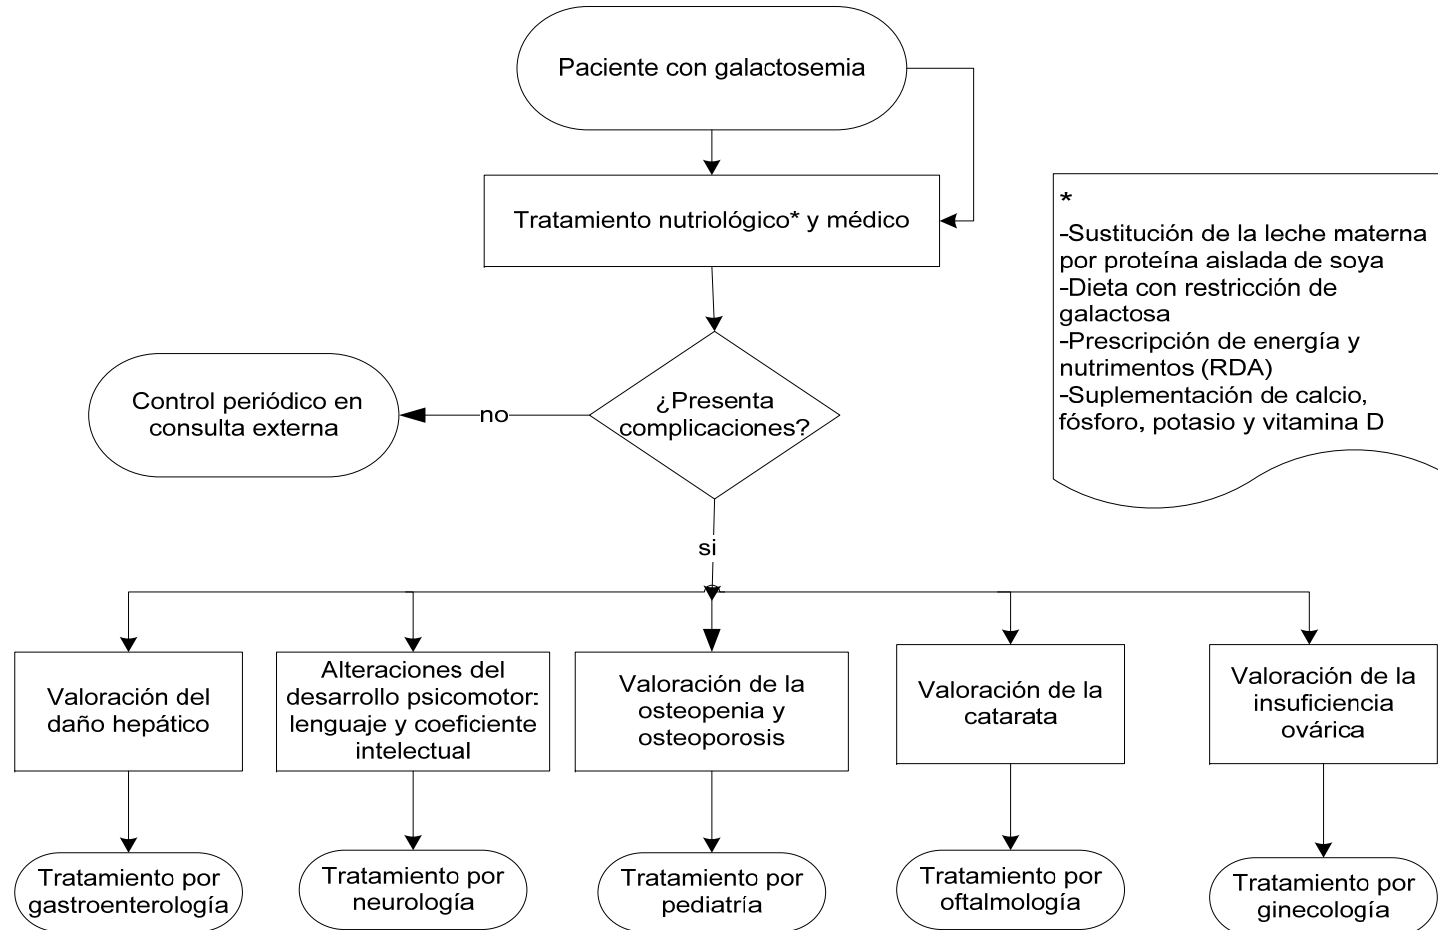 Paciente con galactosemia
Tratamiento nutriológico* y médico
*
-Sustitución de la leche materna
por proteína aislada de soya
-Dieta con restricción de
galactosa
-Prescripción de energía y
nutrimentos (RDA)
-Suplementación de calcio,
fósforo, potasio y vitamina D
¿Presenta
complicaciones?
no
Control periódico en
consulta externa
si
Valoración del
daño hepático
Alteraciones del
desarrollo psicomotor:
lenguaje y coeficiente
intelectual
Valoración de la
osteopenia y
osteoporosis
Valoración de la
catarata
Valoración de la
insuficiencia
ovárica
Tratamiento por
gastroenterología
Tratamiento por
neurología
Tratamiento por
pediatría
Tratamiento por
oftalmología
Tratamiento por
ginecología